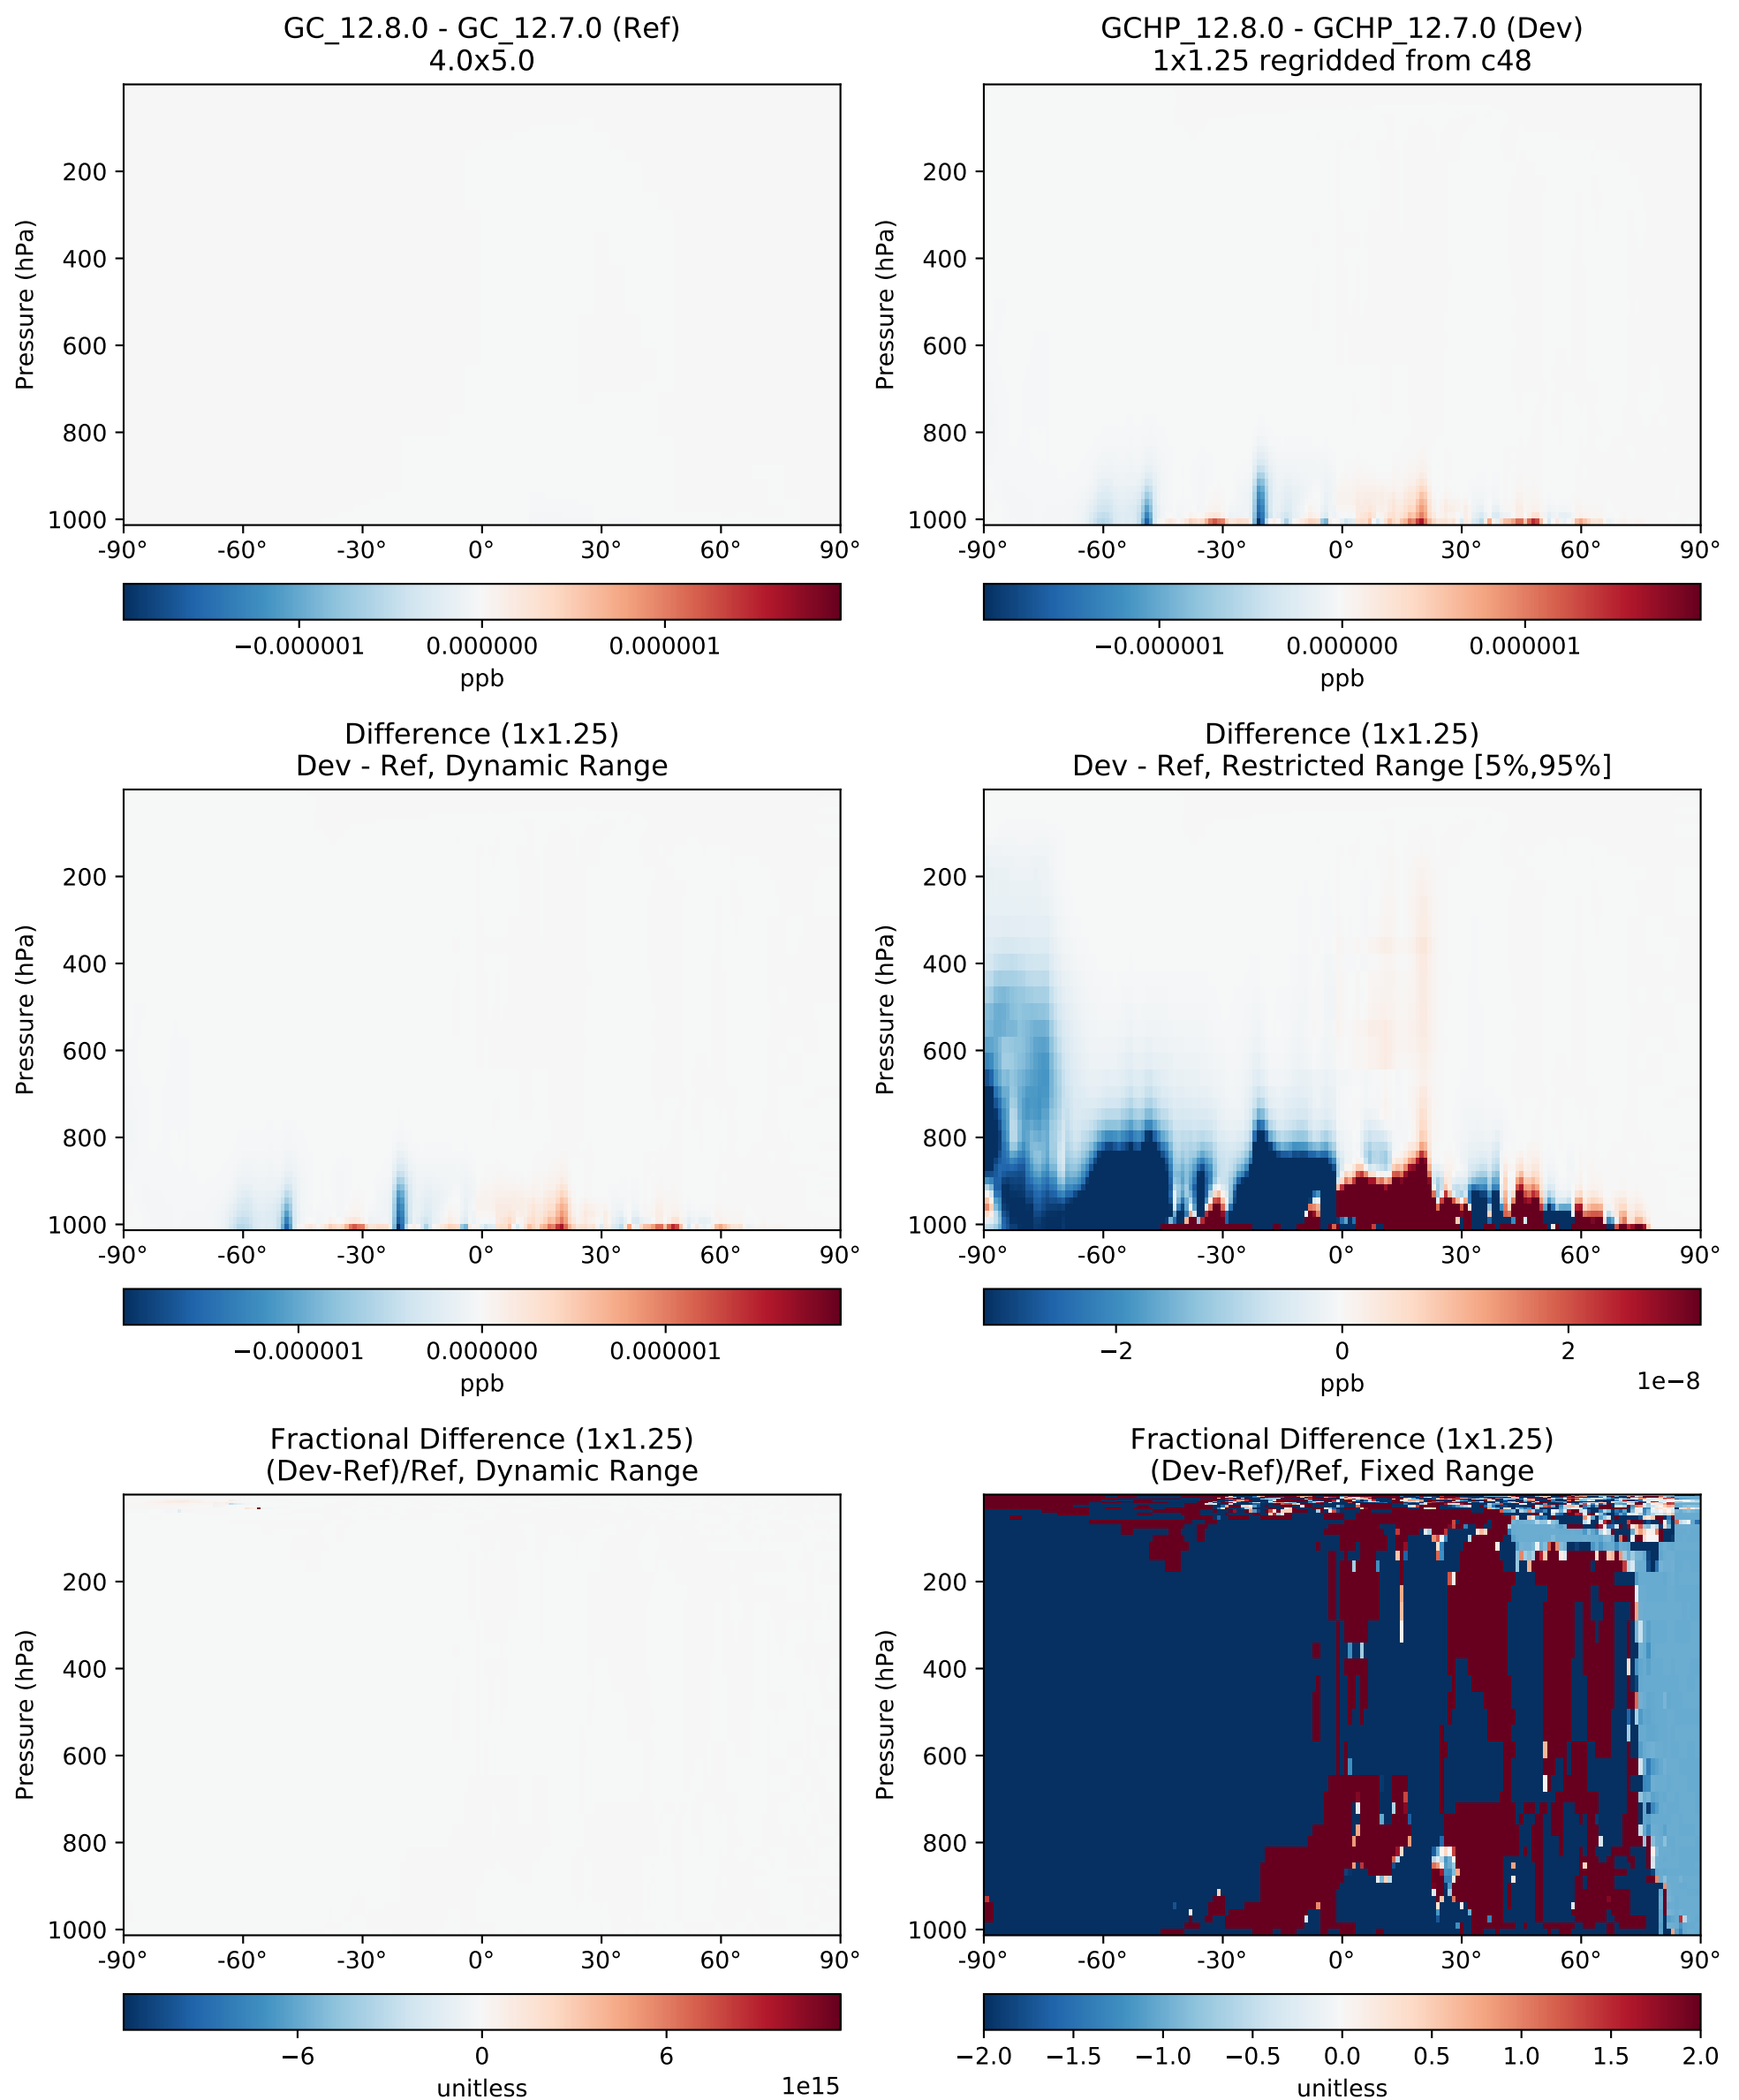 GC_12.8.0 - GC_12.7.0 (Ref)
4.0x5.0
200
400
600
800
1000
Pressure (hPa)
-90° -60° -30° 0° 30° 60° 90°
−0.000001 0.000000 0.000001
ppb
GCHP_12.8.0 - GCHP_12.7.0 (Dev)
1x1.25 regridded from c48
200
400
600
800
1000
Pressure (hPa)
-90° -60° -30° 0° 30° 60° 90°
−0.000001 0.000000 0.000001
ppb
Difference (1x1.25)
Dev - Ref, Dynamic Range
200
400
600
800
1000
Pressure (hPa)
-90° -60° -30° 0° 30° 60° 90°
−0.000001 0.000000 0.000001
ppb
Difference (1x1.25)
Dev - Ref, Restricted Range [5%,95%]
200
400
600
800
1000
Pressure (hPa)
-90° -60° -30° 0° 30° 60° 90°
−2 0 2
ppb 1e−8
Fractional Difference (1x1.25)
(Dev-Ref)/Ref, Dynamic Range
200
400
600
800
1000
Pressure (hPa)
-90° -60° -30° 0° 30° 60° 90°
−6 0 6
unitless 1e15
Fractional Difference (1x1.25)
(Dev-Ref)/Ref, Fixed Range
200
400
600
800
1000
Pressure (hPa)
-90° -60° -30° 0° 30° 60° 90°
−2.0 −1.5 −1.0 −0.5 0.0 0.5 1.0 1.5 2.0
unitless